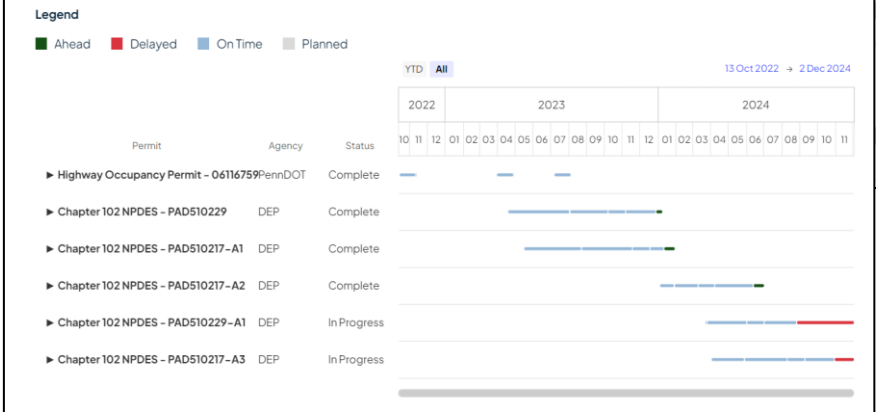 Legend
Ahead Delayed On Time Planned
YTD All 13 Oct 2022 → 2 Dec 2024
2022 2023 2024
Permit Agency Status 10 11 12 01 02 03 04 05 06 07 08 09 10 11 12 01 02 03 04 05 06 07 08 09 10 11
▶ Highway Occupancy Permit - 06116759 PennDOT Complete
▶ Chapter 102 NPDES - PAD510229 DEP Complete
▶ Chapter 102 NPDES - PAD510217-A1 DEP Complete
▶ Chapter 102 NPDES - PAD510217-A2 DEP Complete
▶ Chapter 102 NPDES - PAD510229-A1 DEP In Progress
▶ Chapter 102 NPDES - PAD510217-A3 DEP In Progress